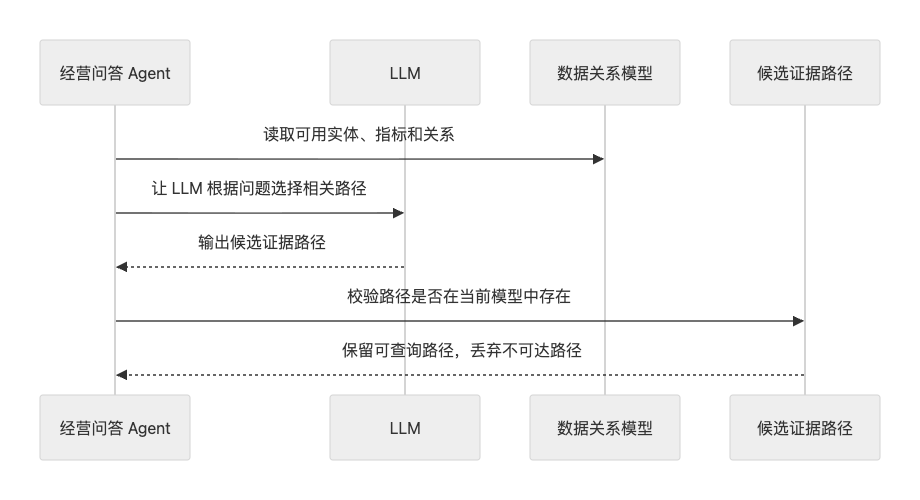 经营问答 Agent
LLM
数据关系模型
候选证据路径
读取可用实体、指标和关系
让 LLM 根据问题选择相关路径
输出候选证据路径
校验路径是否在当前模型中存在
保留可查询路径，丢弃不可达路径
经营问答 Agent
LLM
数据关系模型
候选证据路径